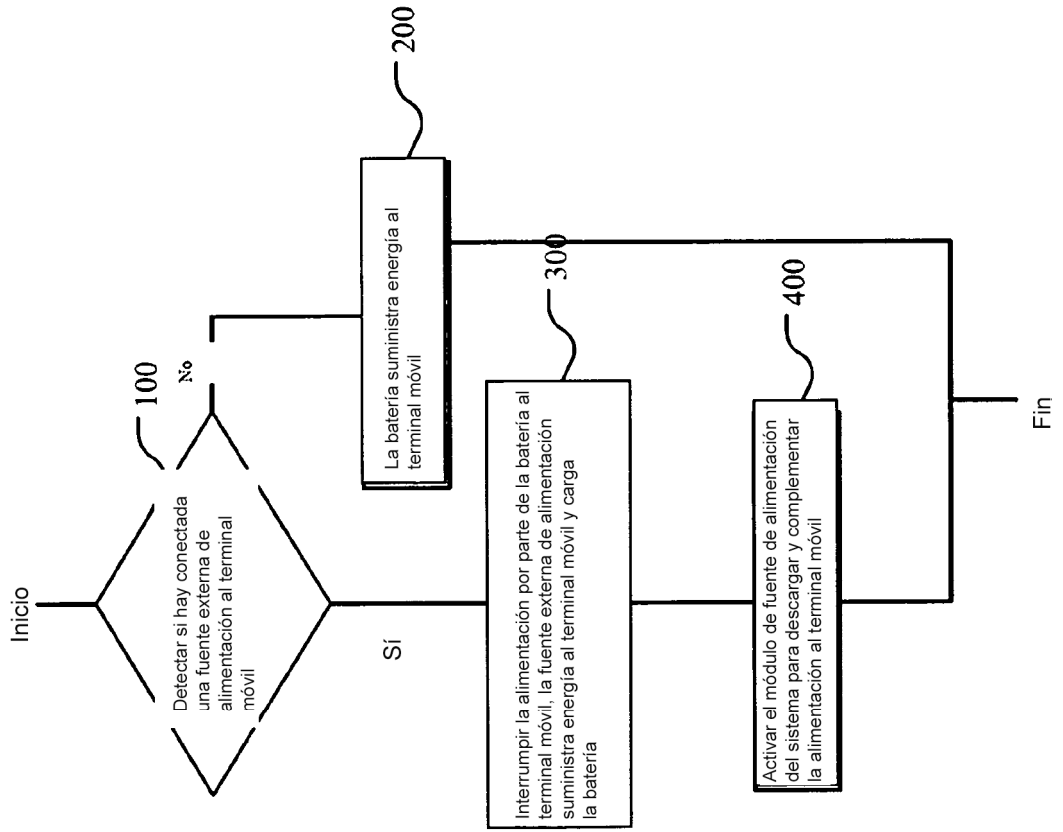 Inicio
100
Detectar si hay conectada
una fuente externa de
alimentación al terminal
móvil
No
Sí
200
La batería suministra energía al
terminal móvil
300
Interrumpir la alimentación por parte de la batería al
terminal móvil, la fuente externa de alimentación
suministra energía al terminal móvil y carga
la batería
400
Activar el módulo de fuente de alimentación
del sistema para descargar y complementar
la alimentación al terminal móvil
Fin